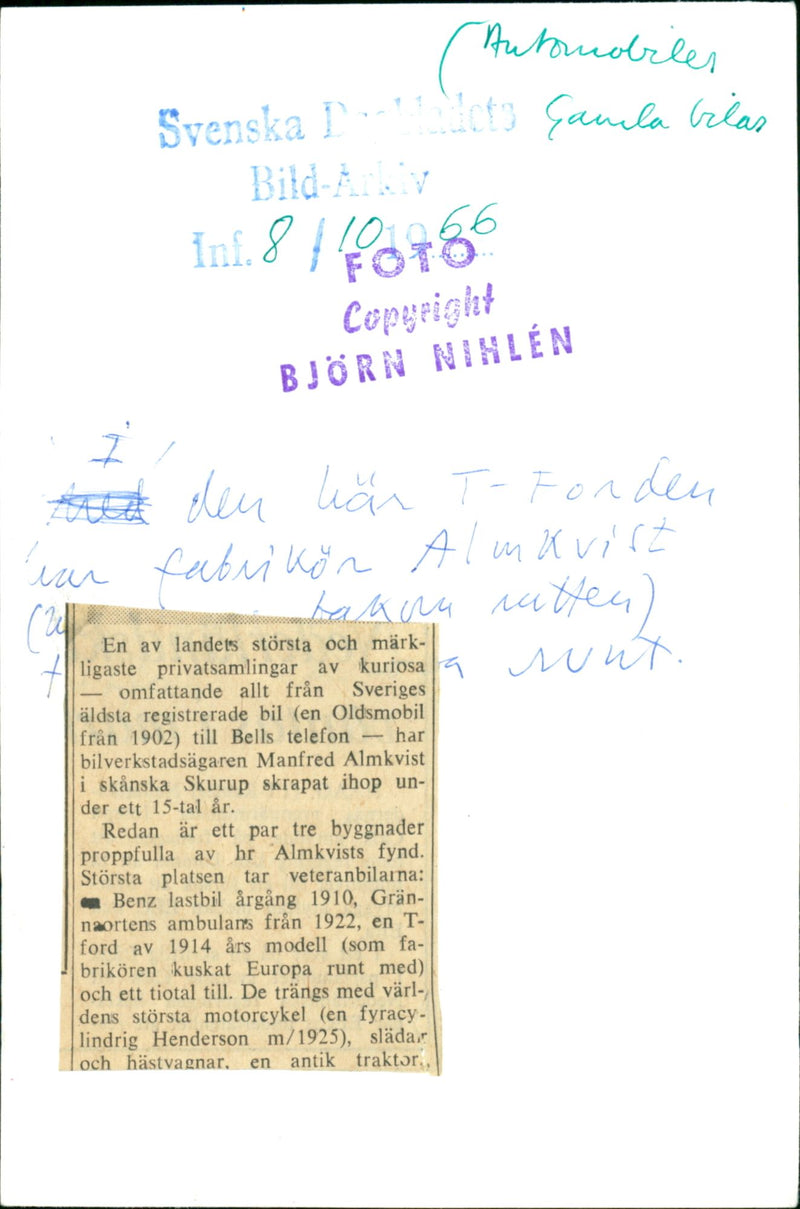 (Automobiles
Gamla bilar
Svenska Dagbladets
Bild-Arkiv
Inf. 8/10 1966
FOTO
Copyright
BJÖRN NIHLÉN
I
den här T-Forden
har fabrikör Almkvist
bakom ratten)
runt.
En av landets största och märk-
ligaste privatsamlingar av kuriosa
— omfattande allt från Sveriges
äldsta registrerade bil (en Oldsmobil
från 1902) till Bells telefon — har
bilverkstadsägaren Manfred Almkvist
i skånska Skurup skrapat ihop un-
der ett 15-tal år.
Redan är ett par tre byggnader
proppfulla av hr Almkvists fynd.
Största platsen tar veteranbilarna:
Benz lastbil årgång 1910, Grän-
naortens ambulans från 1922, en T-
ford av 1914 års modell (som fa-
brikören kuskat Europa runt med)
och ett tiotal till. De trängs med värl-
dens största motorcykel (en fyracy-
lindrig Henderson m/1925), slädar
och hästvagnar, en antik traktor,